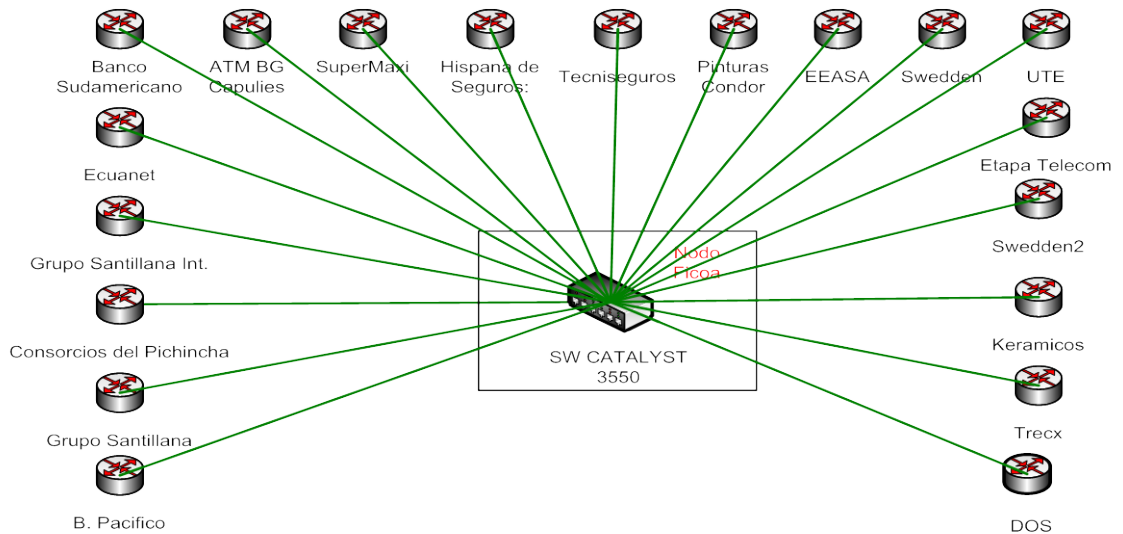 Banco
Sudamericano
ATM BG
Capulies
SuperMaxi
Hispana de
Seguros:
Tecniseguros
Pinturas
Condor
EEASA
Swedden
UTE
Ecuanet
Etapa Telecom
Grupo Santillana Int.
Swedden2
Nodo
Ficoa
Consorcios del Pichincha
SW CATALYST
3550
Keramicos
Grupo Santillana
Trecx
B. Pacifico
DOS